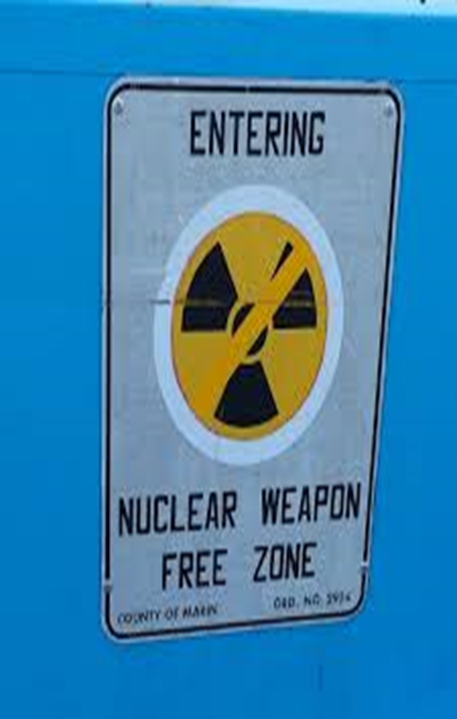 ENTERING
NUCLEAR WEAPON
FREE ZONE
COUNTY OF MARIN ORD. NO.